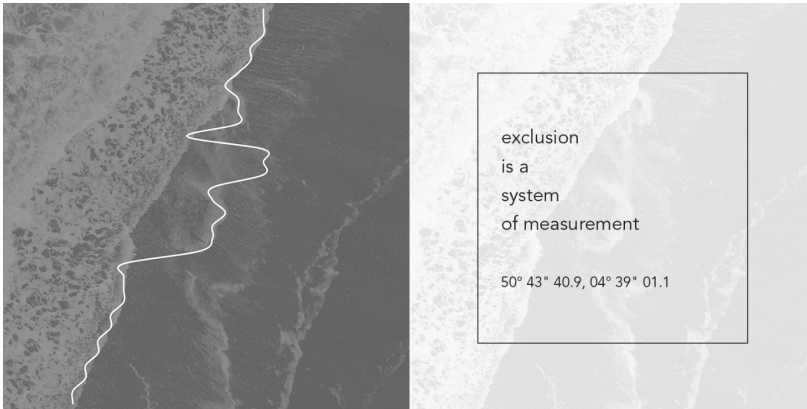 exclusion
is a
system
of measurement
50° 43" 40.9, 04° 39" 01.1